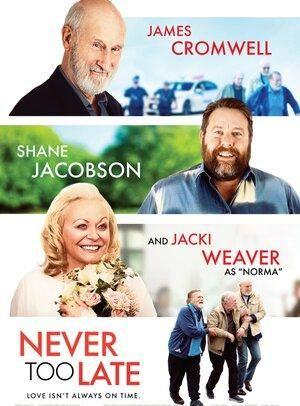 JAMES
CROMWELL
SHANE
JACOBSON
AND JACKI
WEAVER
AS "NORMA"
NEVER
TOO LATE
LOVE ISN'T ALWAYS ON TIME.